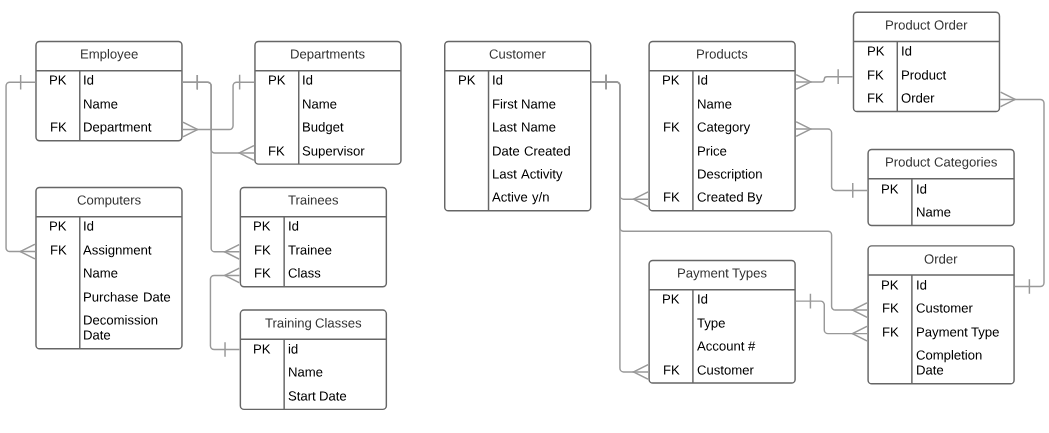 Employee
PK Id
Name
FK Department
Departments
PK Id
Name
Budget
FK Supervisor
Computers
PK Id
FK Assignment
Name
Purchase Date
Decomission
Date
Trainees
PK Id
FK Trainee
FK Class
Training Classes
PK id
Name
Start Date
Customer
PK Id
First Name
Last Name
Date Created
Last Activity
Active y/n
Products
PK Id
Name
FK Category
Price
Description
FK Created By
Payment Types
PK Id
Type
Account #
FK Customer
Product Order
PK Id
FK Product
FK Order
Product Categories
PK Id
Name
Order
PK Id
FK Customer
FK Payment Type
Completion
Date